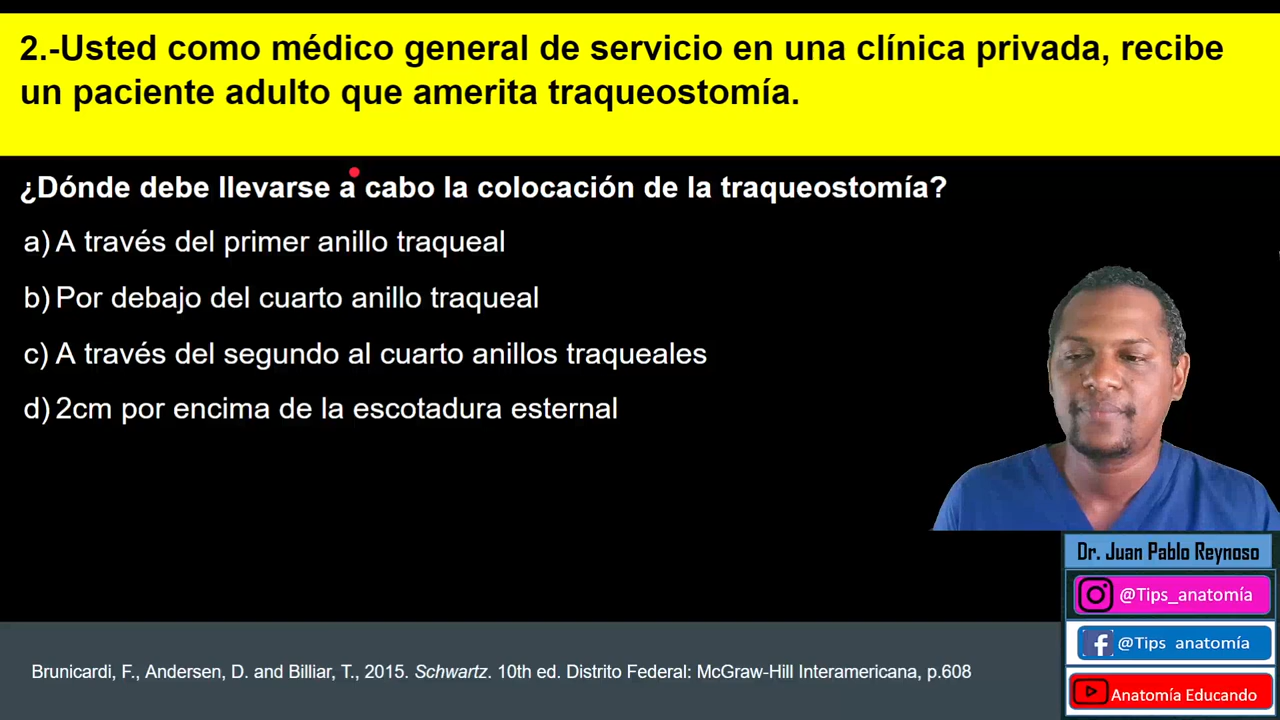 2.-Usted como médico general de servicio en una clínica privada, recibe
un paciente adulto que amerita traqueostomía.
¿Dónde debe llevarse a cabo la colocación de la traqueostomía?
a) A través del primer anillo traqueal
b) Por debajo del cuarto anillo traqueal
c) A través del segundo al cuarto anillos traqueales
d) 2cm por encima de la escotadura esternal
Dr. Juan Pablo Reynoso
@Tips_anatomía
@Tips anatomía
Anatomía Educando
Brunicardi, F., Andersen, D. and Billiar, T., 2015. Schwartz. 10th ed. Distrito Federal: McGraw-Hill Interamericana, p.608